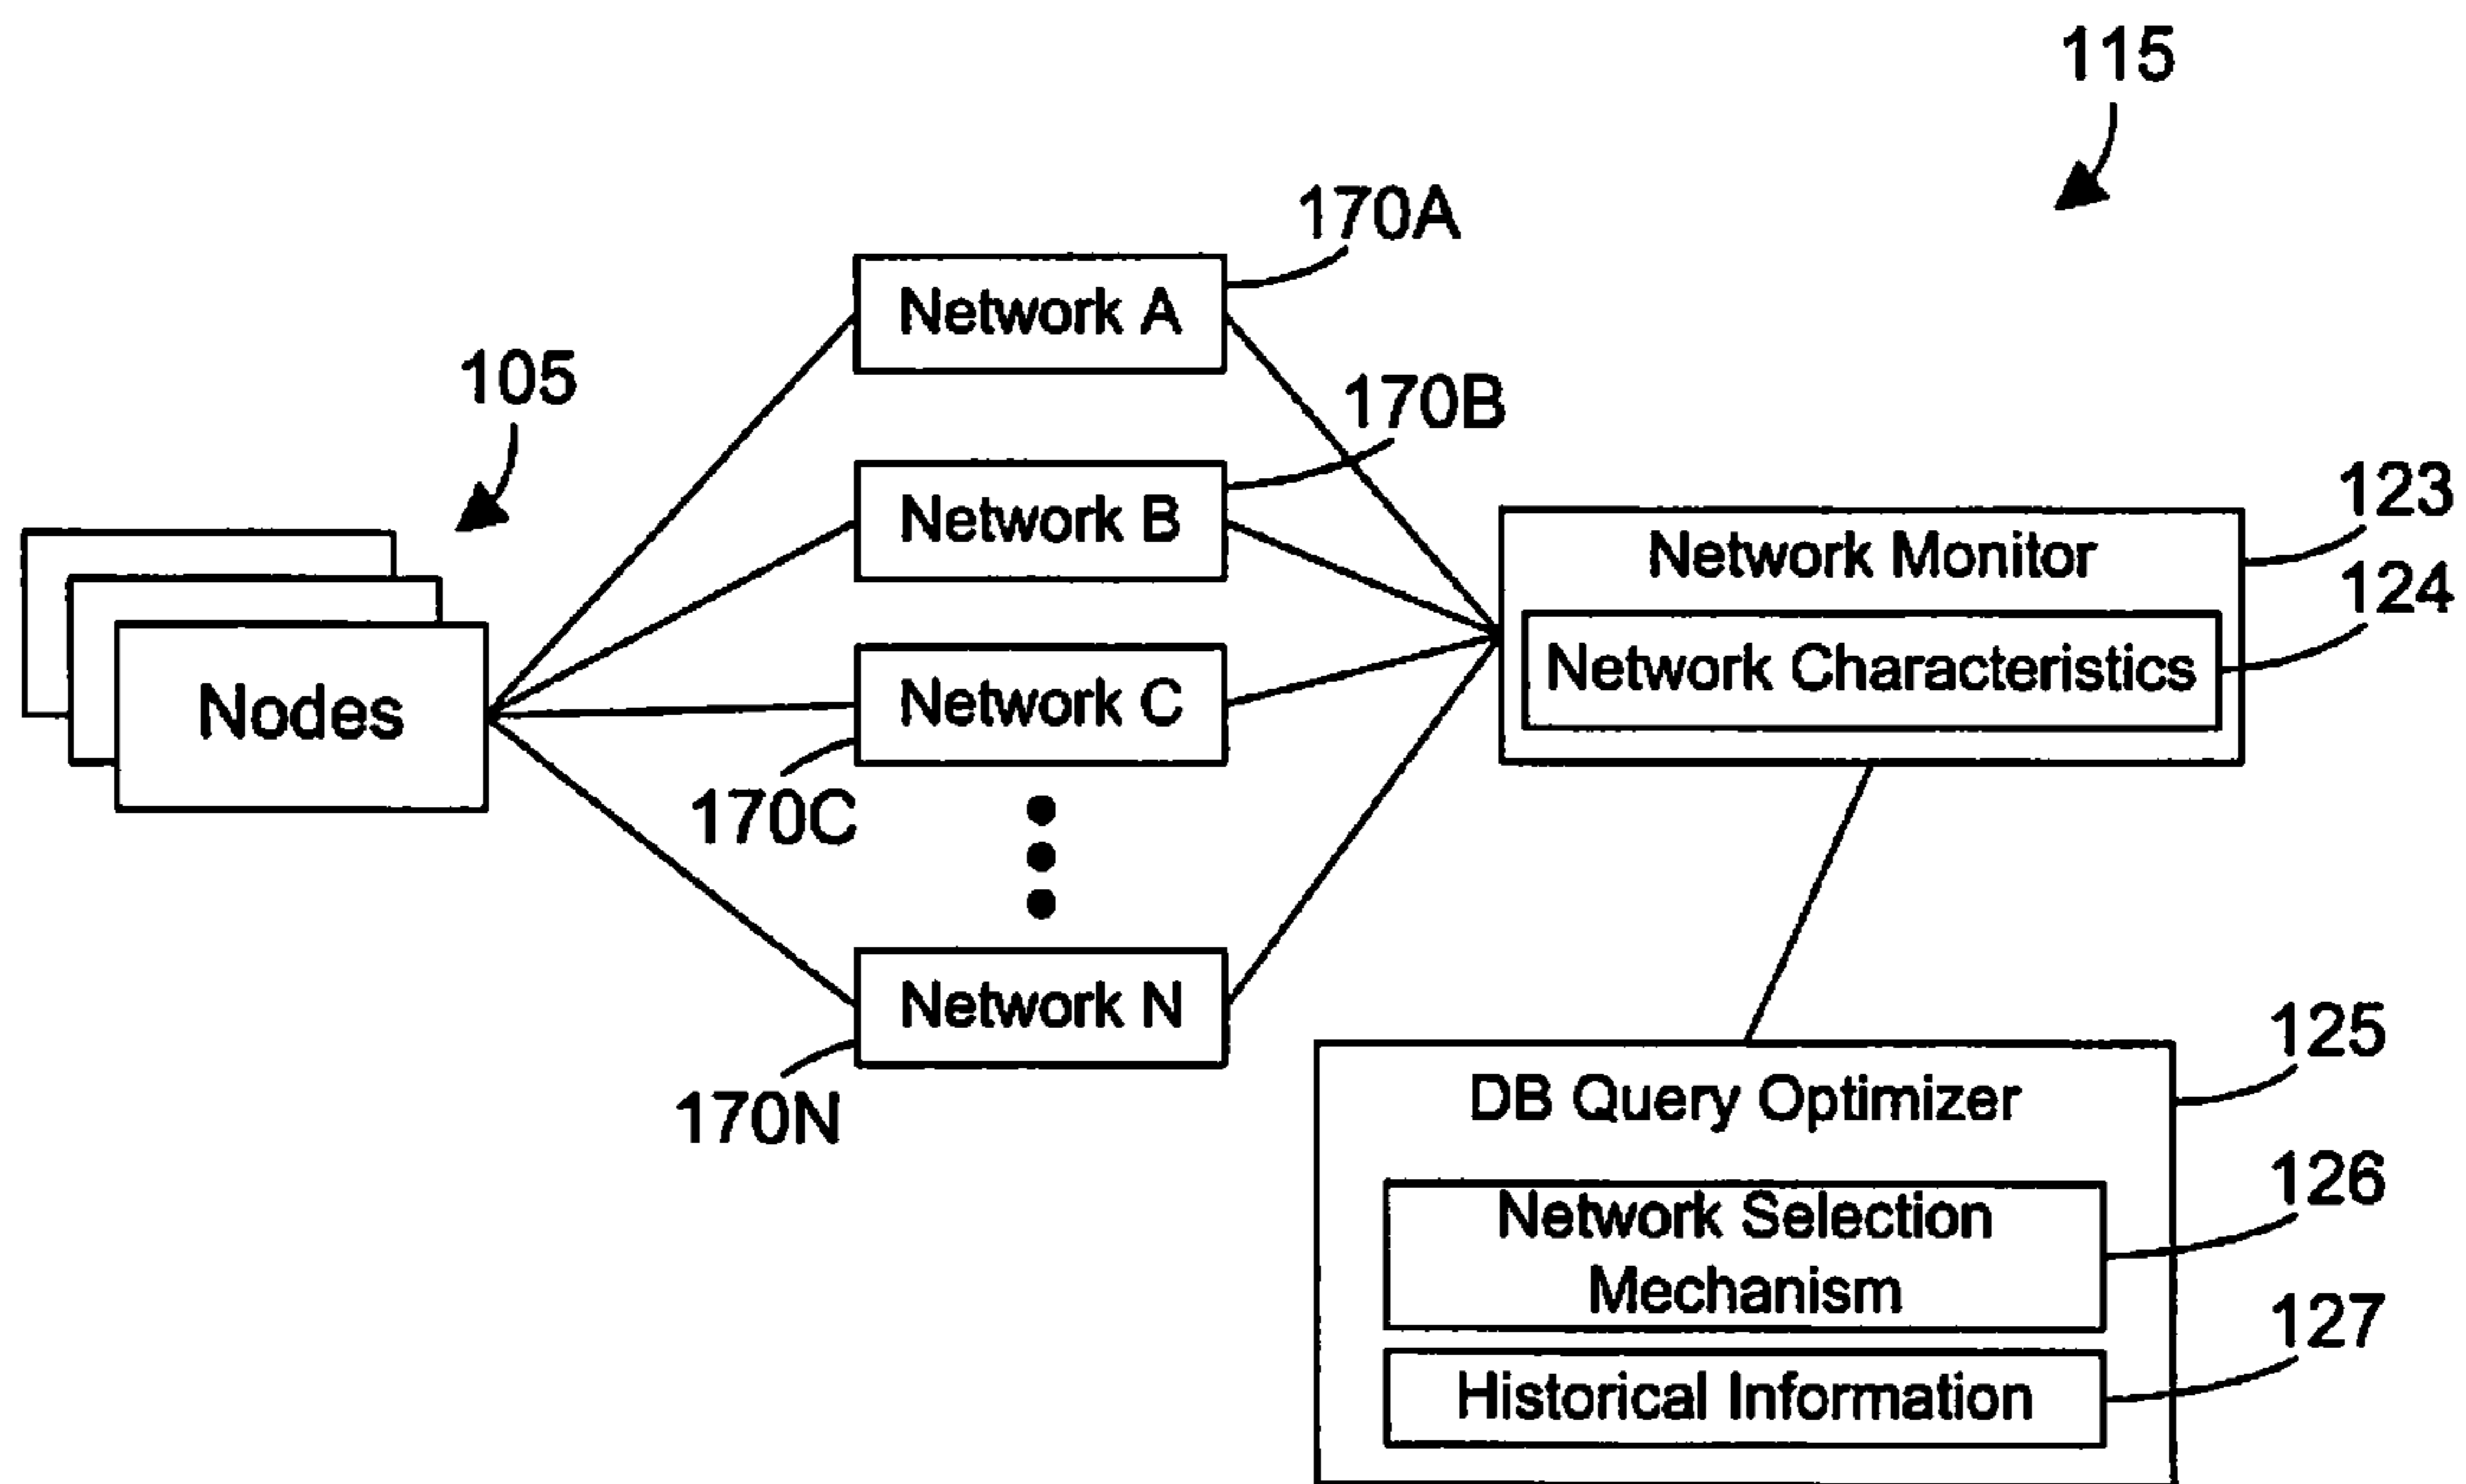 115
170A
Network A
105
170B
Network B
123
Network Monitor
124
Network Characteristics
Nodes
Network C
170C
Network N
170N
125
DB Query Optimizer
126
Network Selection
Mechanism
127
Historical Information